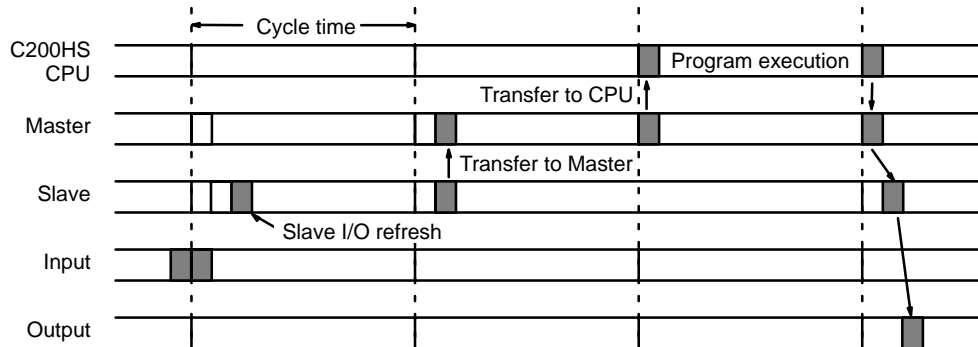 Cycle time
C200HS
CPU
Program execution
Transfer to CPU
Master
Transfer to Master
Slave
Slave I/O refresh
Input
Output